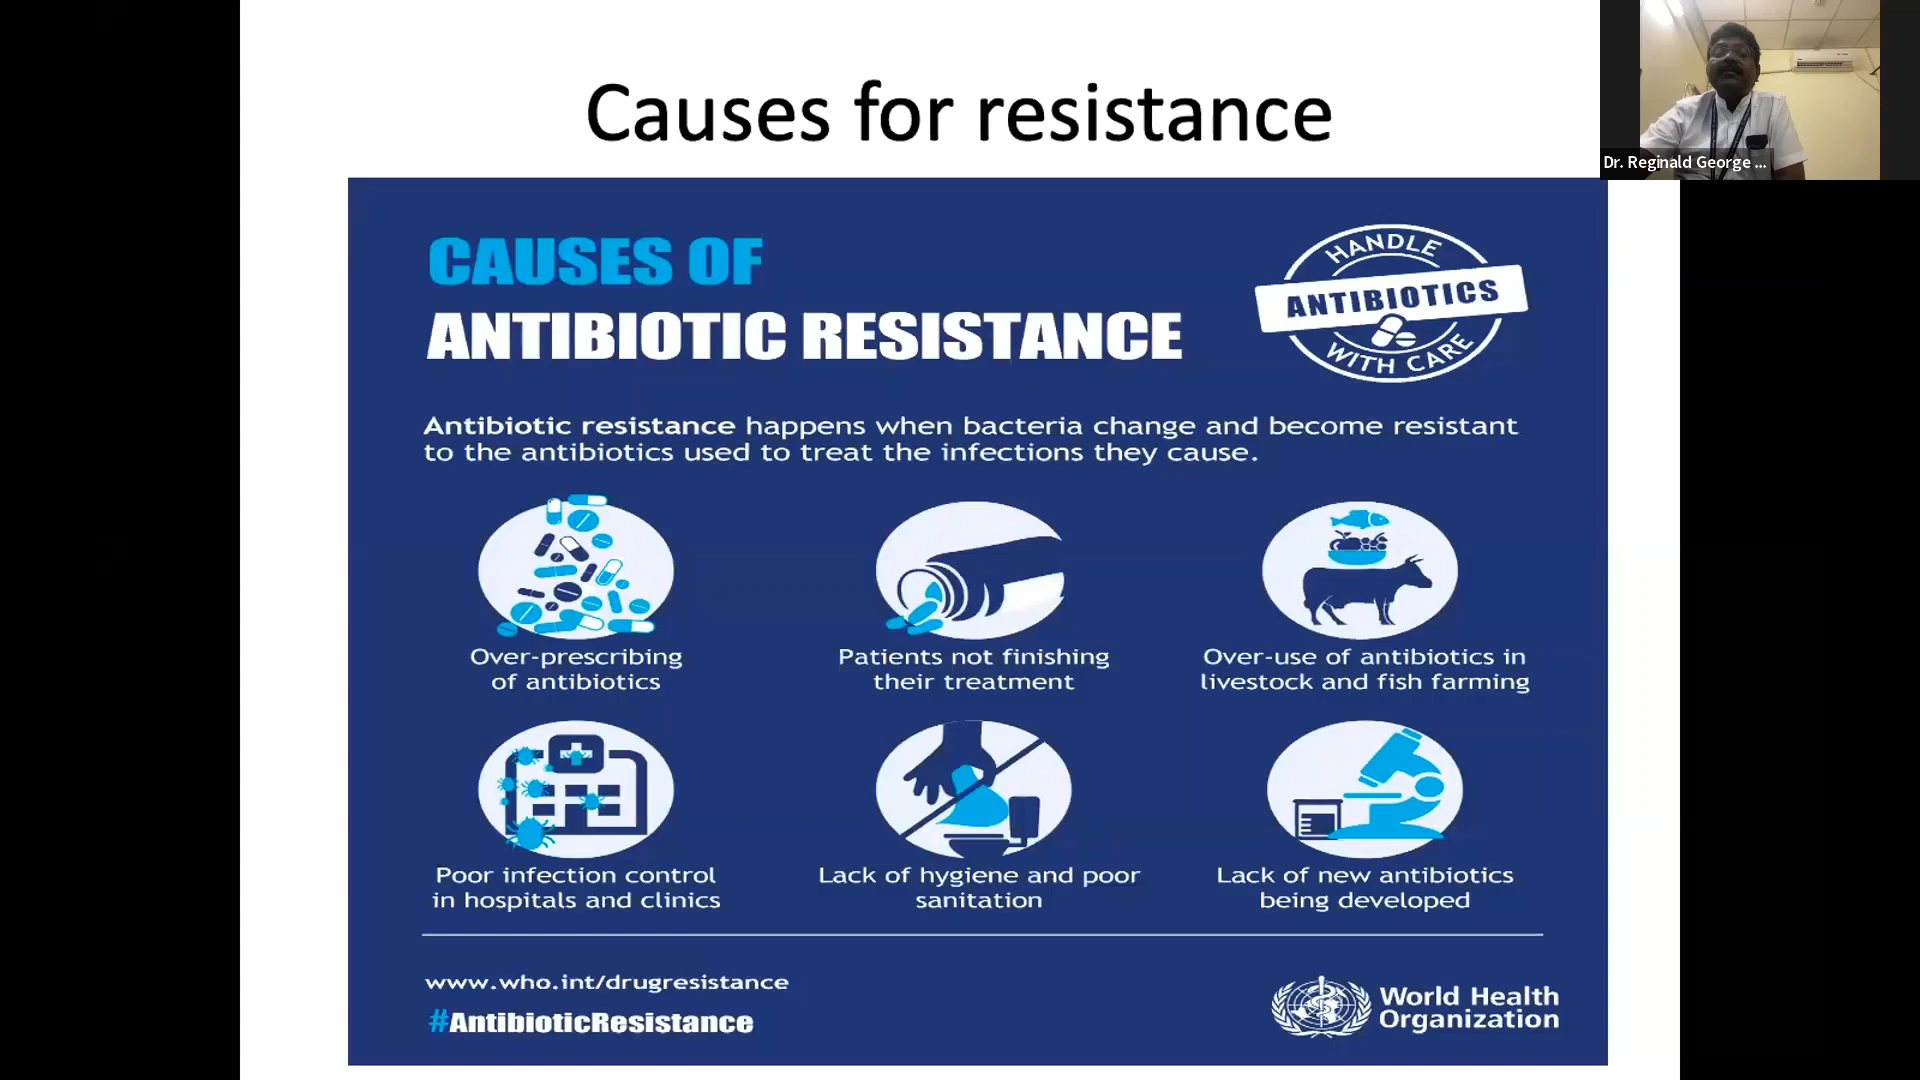 Causes for resistance
Dr. Reginald George ...
CAUSES OF
ANTIBIOTIC RESISTANCE
HANDLE
ANTIBIOTICS
WITH CARE
Antibiotic resistance happens when bacteria change and become resistant
to the antibiotics used to treat the infections they cause.
Over-prescribing
of antibiotics
Patients not finishing
their treatment
Over-use of antibiotics in
livestock and fish farming
Poor infection control
in hospitals and clinics
Lack of hygiene and poor
sanitation
Lack of new antibiotics
being developed
www.who.int/drugresistance
#AntibioticResistance
World Health
Organization